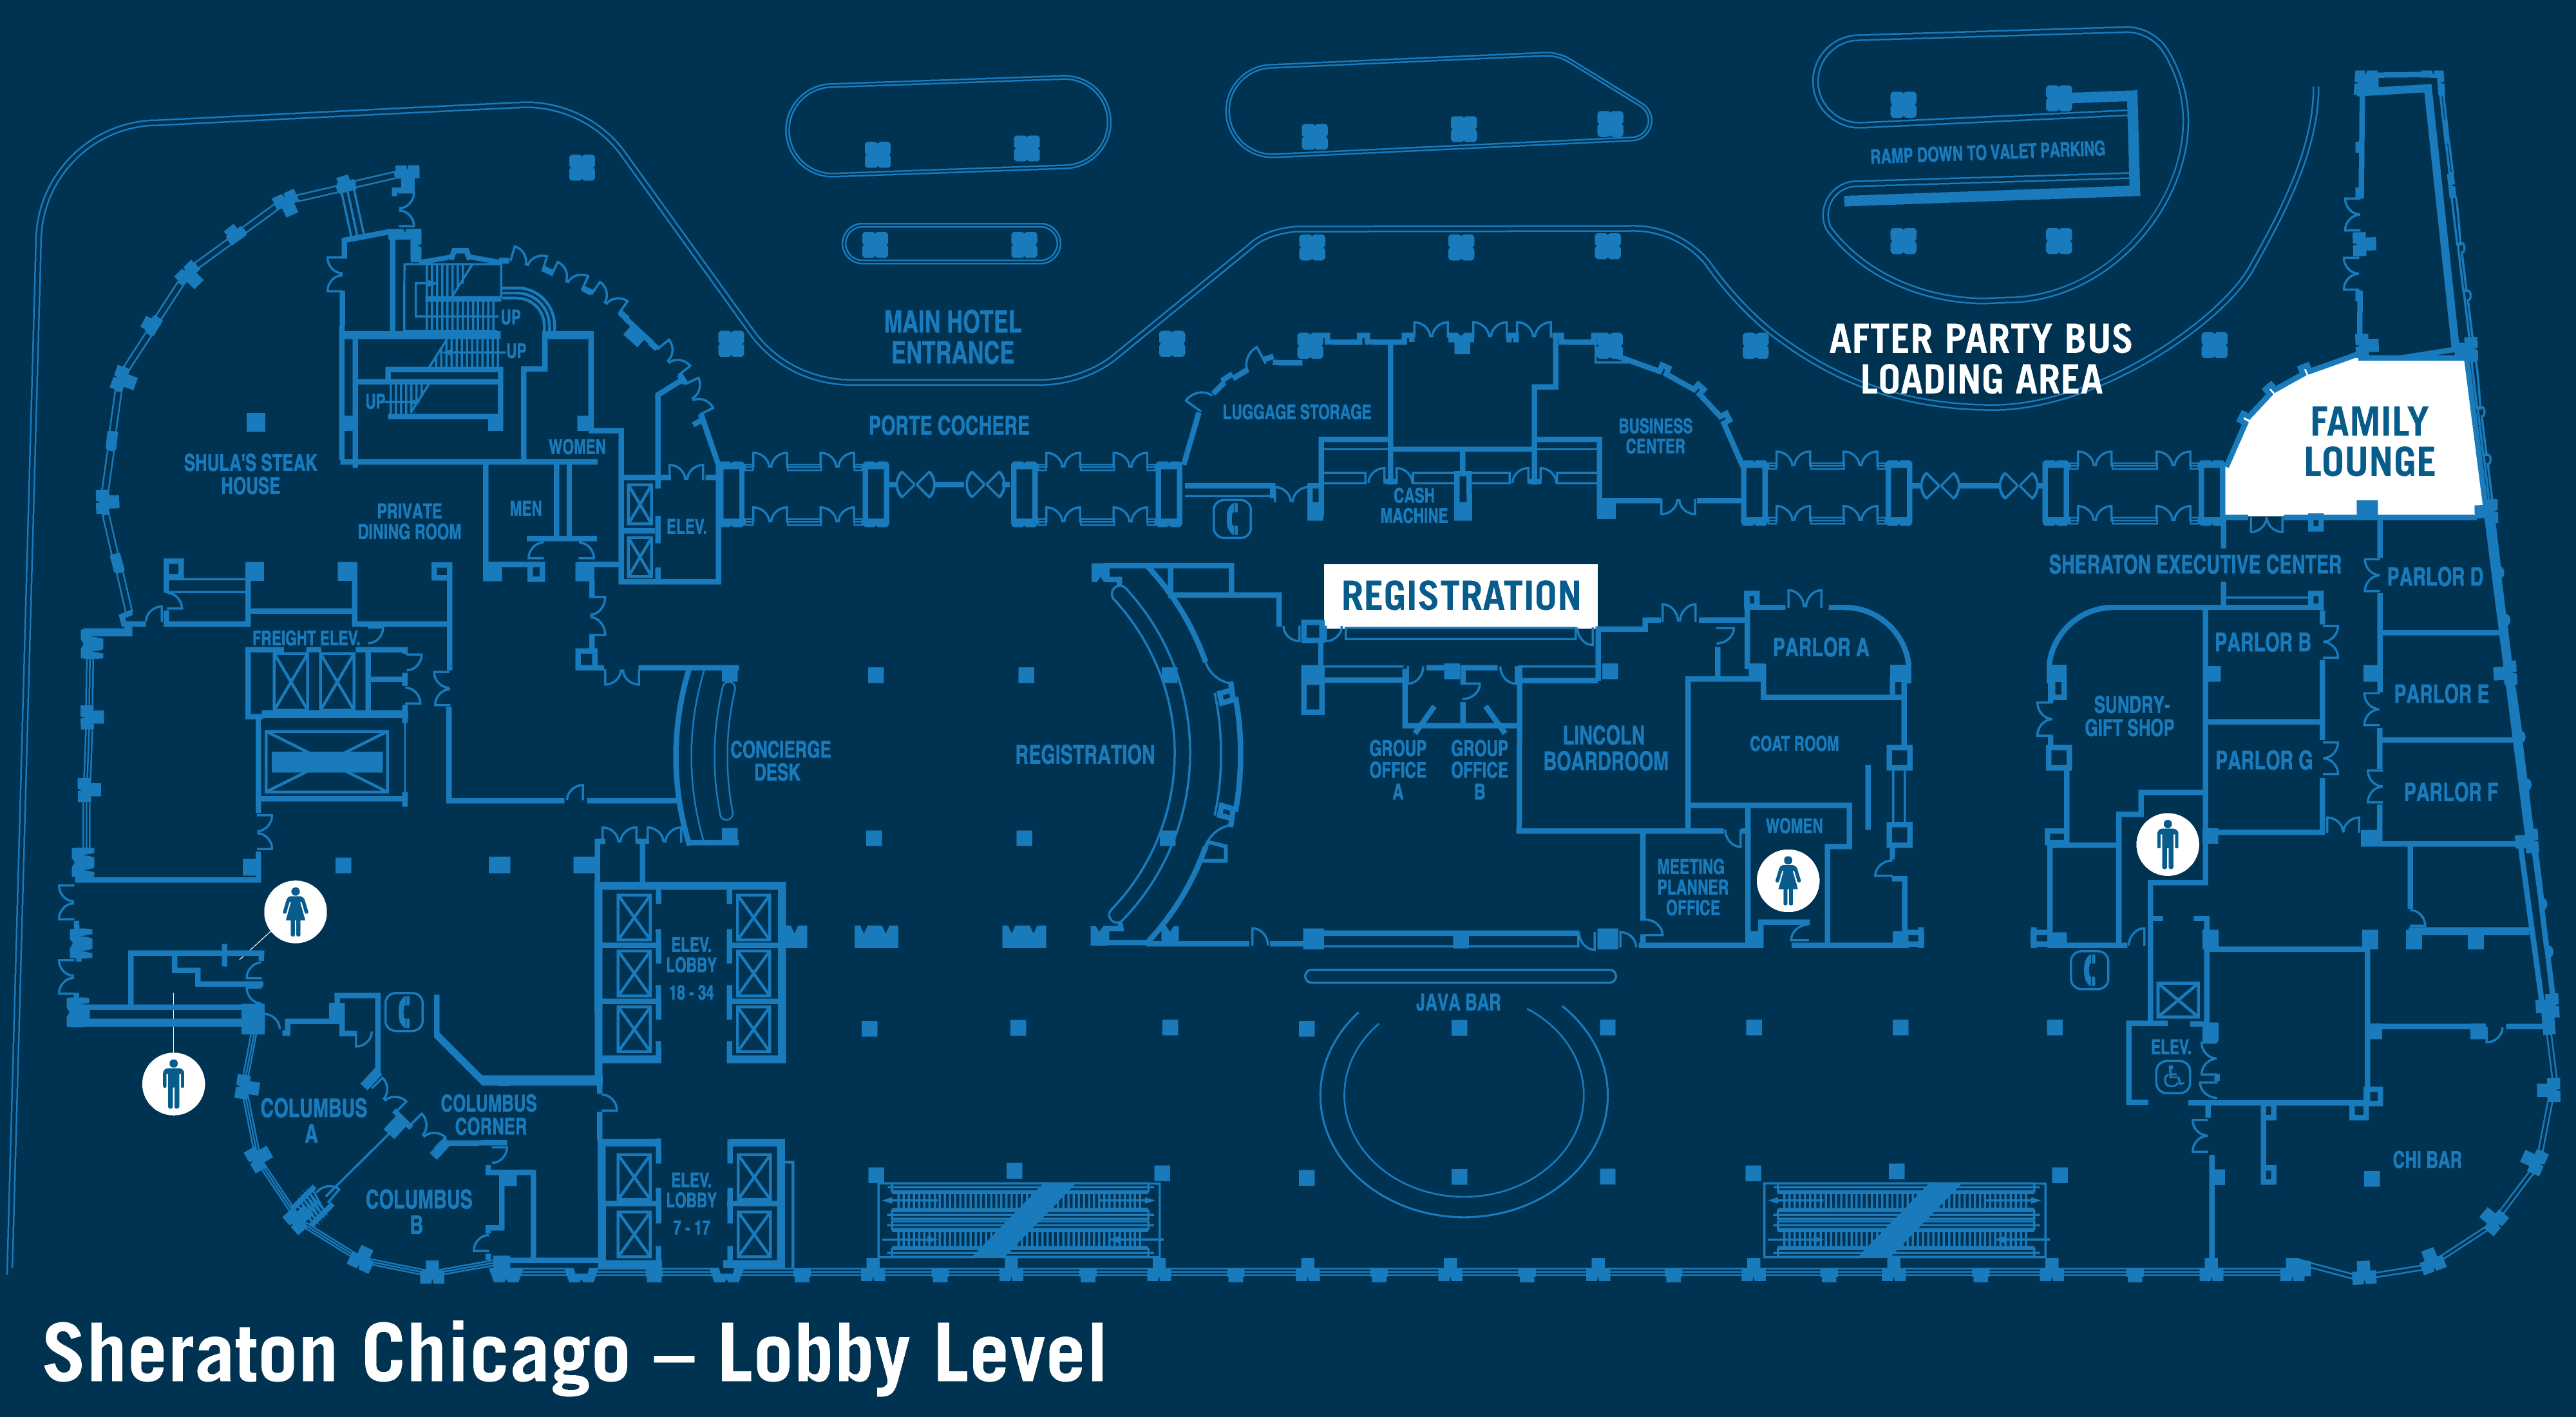 RAMP DOWN TO VALET PARKING
MAIN HOTEL
ENTRANCE
AFTER PARTY BUS
LOADING AREA
UP
UP
UP
PORTE COCHERE
LUGGAGE STORAGE
BUSINESS
CENTER
FAMILY
LOUNGE
WOMEN
SHULA'S STEAK
HOUSE
PRIVATE
DINING ROOM
MEN
ELEV.
CASH
MACHINE
SHERATON EXECUTIVE CENTER
PARLOR D
REGISTRATION
FREIGHT ELEV.
PARLOR A
PARLOR B
PARLOR E
SUNDRY-
GIFT SHOP
CONCIERGE
DESK
REGISTRATION
GROUP
OFFICE
A
GROUP
OFFICE
B
LINCOLN
BOARDROOM
COAT ROOM
PARLOR G
PARLOR F
WOMEN
MEETING
PLANNER
OFFICE
ELEV.
LOBBY
18 - 34
JAVA BAR
ELEV.
COLUMBUS
A
COLUMBUS
CORNER
CHI BAR
COLUMBUS
B
ELEV.
LOBBY
7 - 17
Sheraton Chicago – Lobby Level